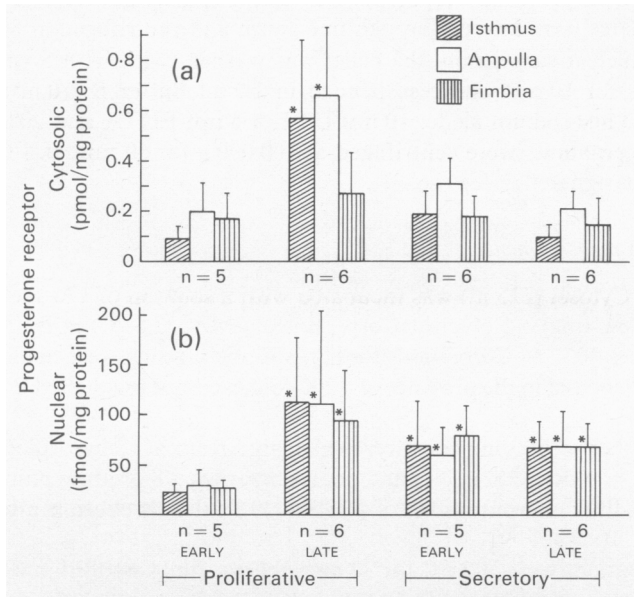 Isthmus
Ampulla
Fimbria
(a)
0·8
0·6
0·4
0·2
0
Cytosolic
(pmol/mg protein)
n = 5 n = 6 n = 6 n = 6
Progesterone receptor
(b)
200
150
100
50
Nuclear
(fmol/mg protein)
* *
* * *
* * *
* * *
n = 5 n = 6 n = 5 n = 6
EARLY LATE EARLY LATE
Proliferative Secretory